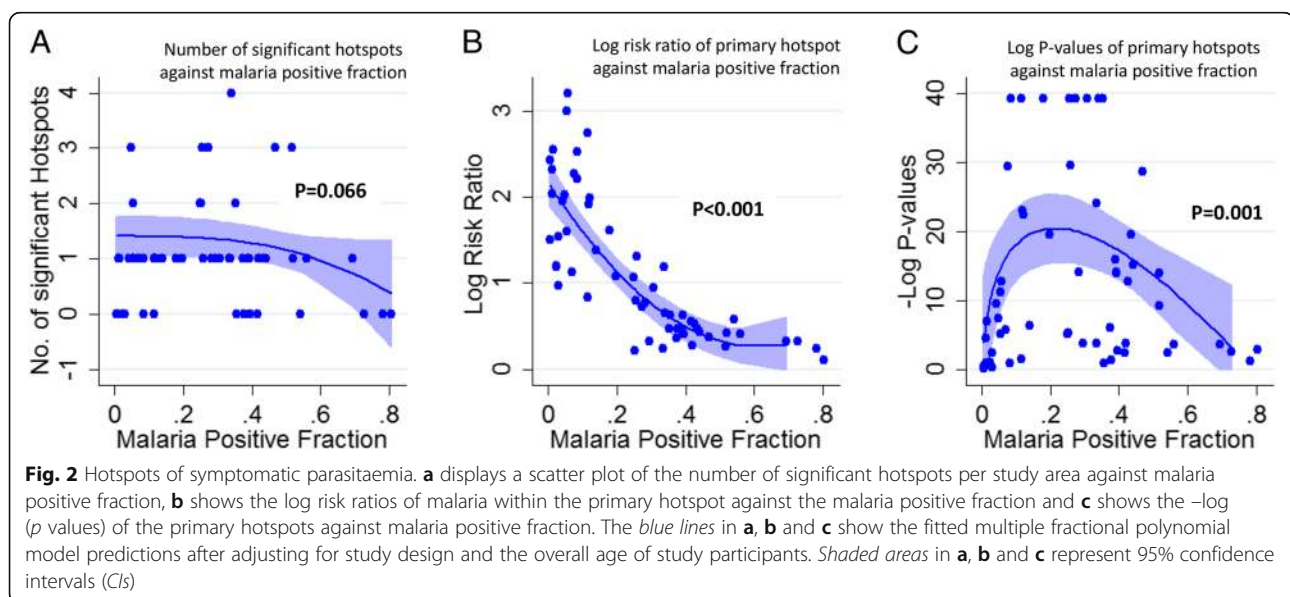 A
Number of significant hotspots
against malaria positive fraction
No. of significant Hotspots
4
3
2
1
0
-1
P=0.066
0 .2 .4 .6 .8
Malaria Positive Fraction
B
Log risk ratio of primary hotspot
against malaria positive fraction
Log Risk Ratio
3
2
1
0
P<0.001
0 .2 .4 .6 .8
Malaria Positive Fraction
C
Log P-values of primary hotspots
against malaria positive fraction
-Log P-values
40
30
20
10
0
P=0.001
0 .2 .4 .6 .8
Malaria Positive Fraction
Fig. 2 Hotspots of symptomatic parasitaemia. a displays a scatter plot of the number of significant hotspots per study area against malaria
positive fraction, b shows the log risk ratios of malaria within the primary hotspot against the malaria positive fraction and c shows the –log
(p values) of the primary hotspots against malaria positive fraction. The blue lines in a, b and c show the fitted multiple fractional polynomial
model predictions after adjusting for study design and the overall age of study participants. Shaded areas in a, b and c represent 95% confidence
intervals (CIs)